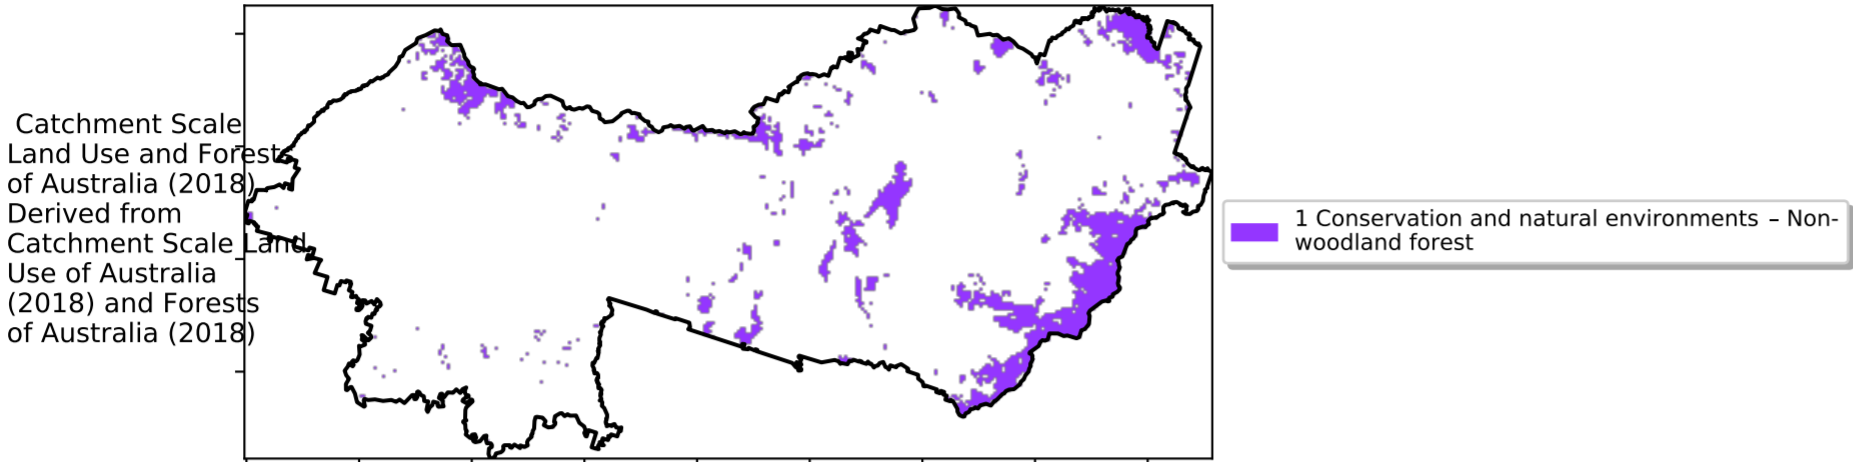 Catchment Scale
Land Use and Forests
of Australia (2018)
Derived from
Catchment Scale Land
Use of Australia
(2018) and Forests
of Australia (2018)
1 Conservation and natural environments – Non-
woodland forest